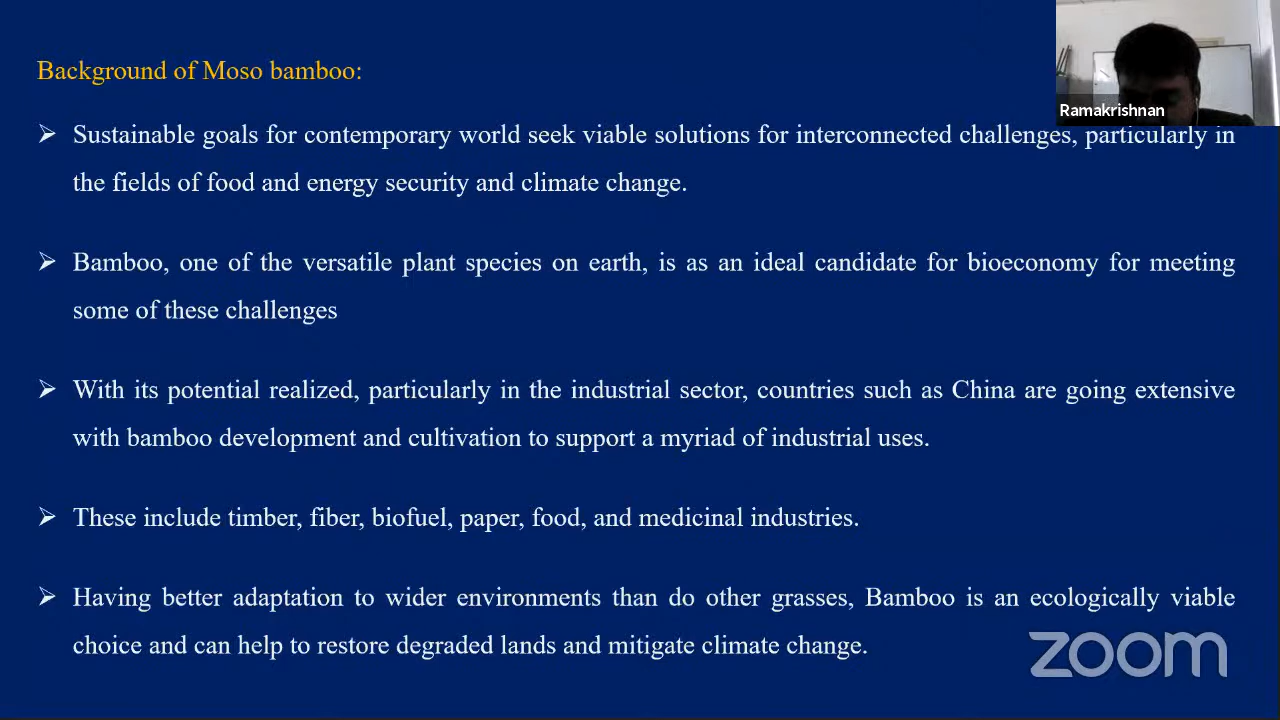 Background of Moso bamboo:
Ramakrishnan
➢ Sustainable goals for contemporary world seek viable solutions for interconnected challenges, particularly in
the fields of food and energy security and climate change.
➢ Bamboo, one of the versatile plant species on earth, is as an ideal candidate for bioeconomy for meeting
some of these challenges
➢ With its potential realized, particularly in the industrial sector, countries such as China are going extensive
with bamboo development and cultivation to support a myriad of industrial uses.
➢ These include timber, fiber, biofuel, paper, food, and medicinal industries.
➢ Having better adaptation to wider environments than do other grasses, Bamboo is an ecologically viable
choice and can help to restore degraded lands and mitigate climate change.
zoom